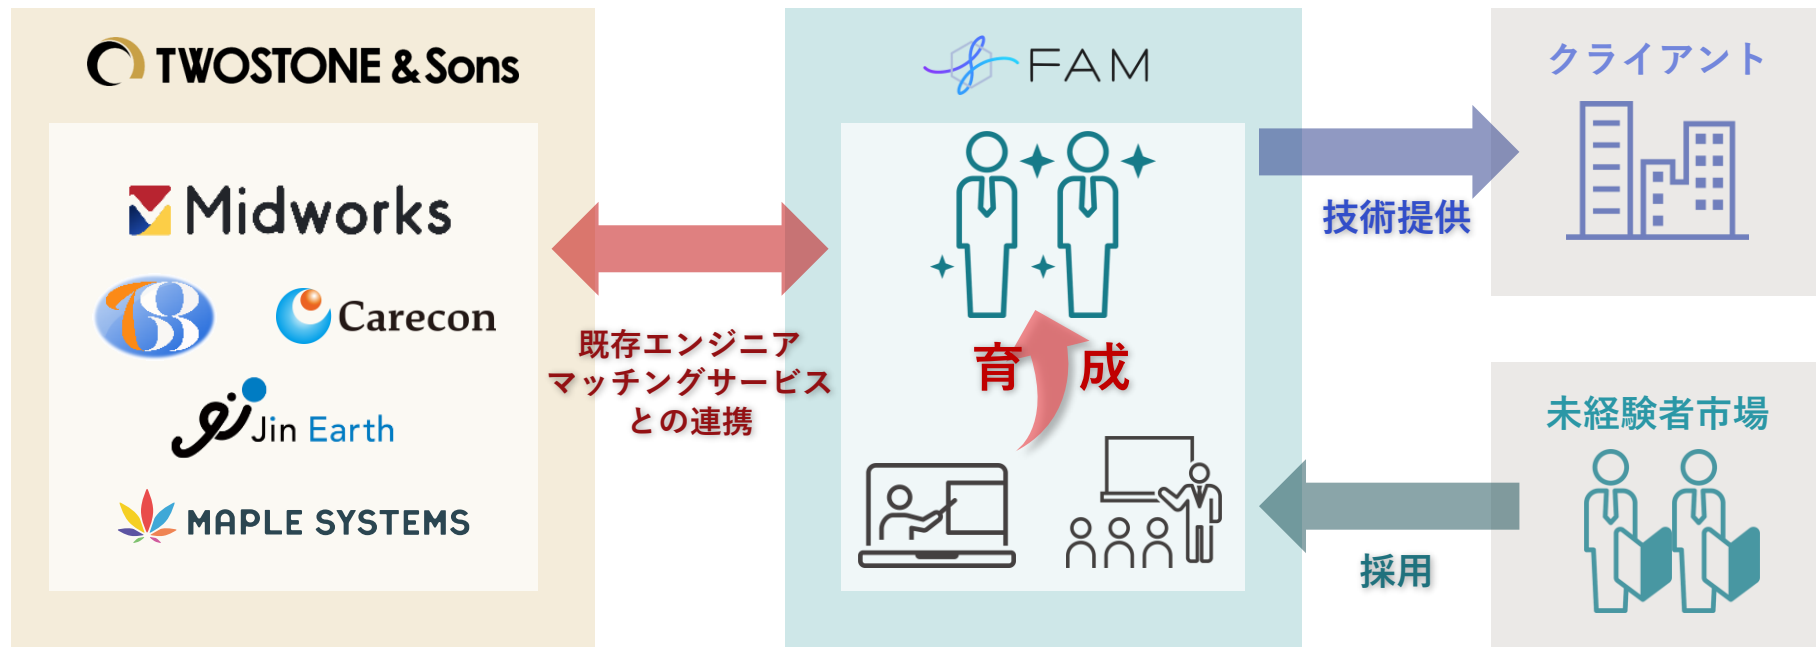 TWOSTONE & Sons
Midworks
TS
Carecon
Jin Earth
MAPLE SYSTEMS
既存エンジニア
マッチングサービス
との連携
FAM
育成
技術提供
クライアント
未経験者市場
採用